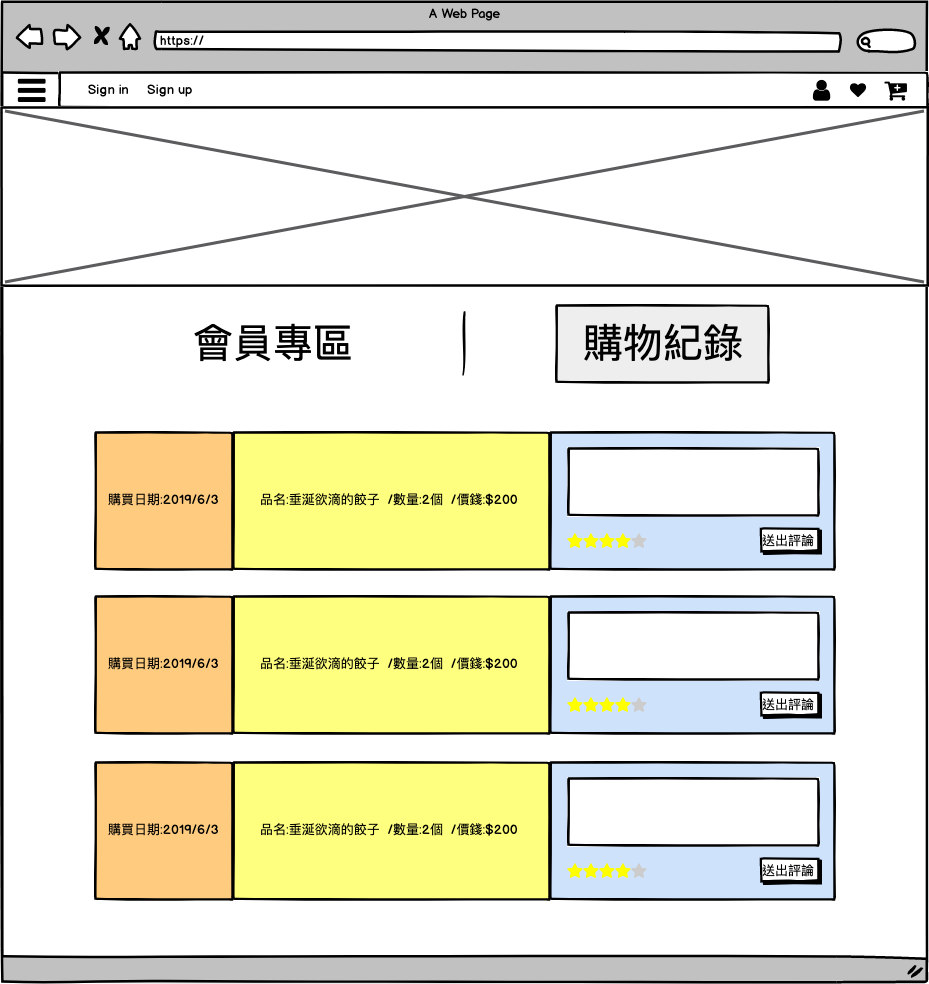 A Web Page
https://
Sign in Sign up
會員專區
購物紀錄
購買日期:2019/6/3
品名:垂涎欲滴的餃子 /數量:2個 /價錢:$200
送出評論
購買日期:2019/6/3
品名:垂涎欲滴的餃子 /數量:2個 /價錢:$200
送出評論
購買日期:2019/6/3
品名:垂涎欲滴的餃子 /數量:2個 /價錢:$200
送出評論